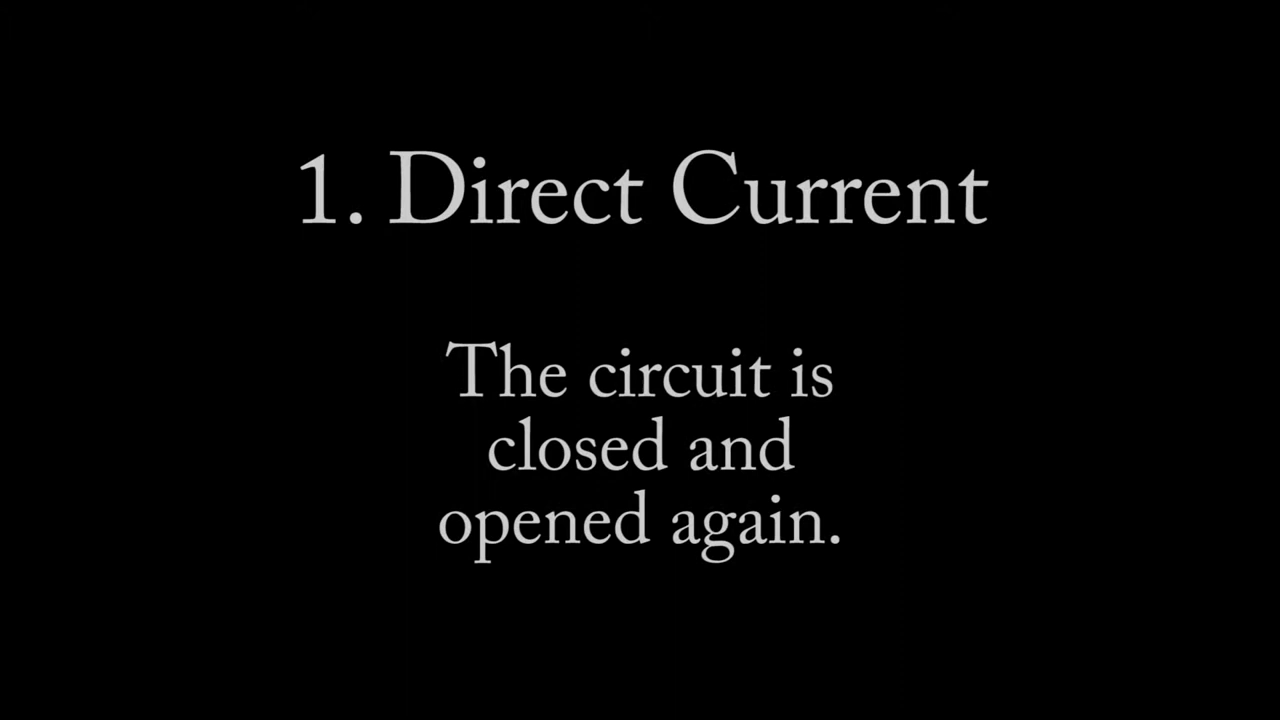 1. Direct Current
The circuit is
closed and
opened again.